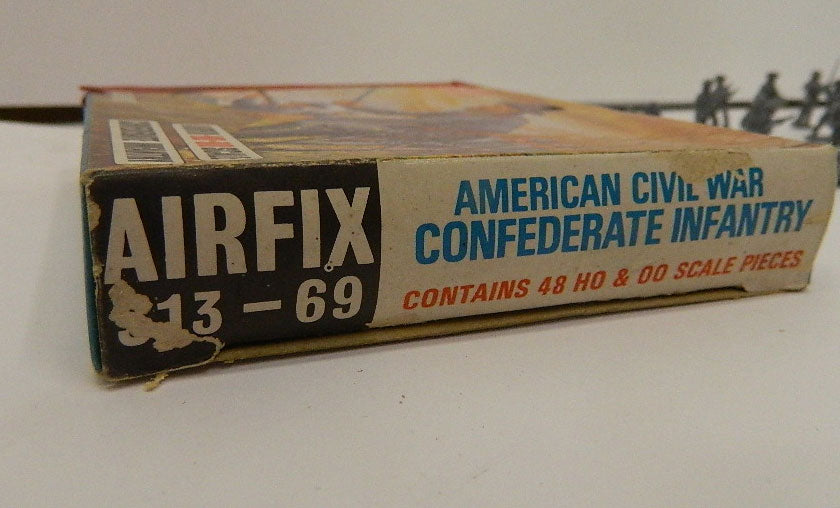 AIRFIX
13-69
AMERICAN CIVIL WAR
CONFEDERATE INFANTRY
CONTAINS 48 HO & OO SCALE PIECES